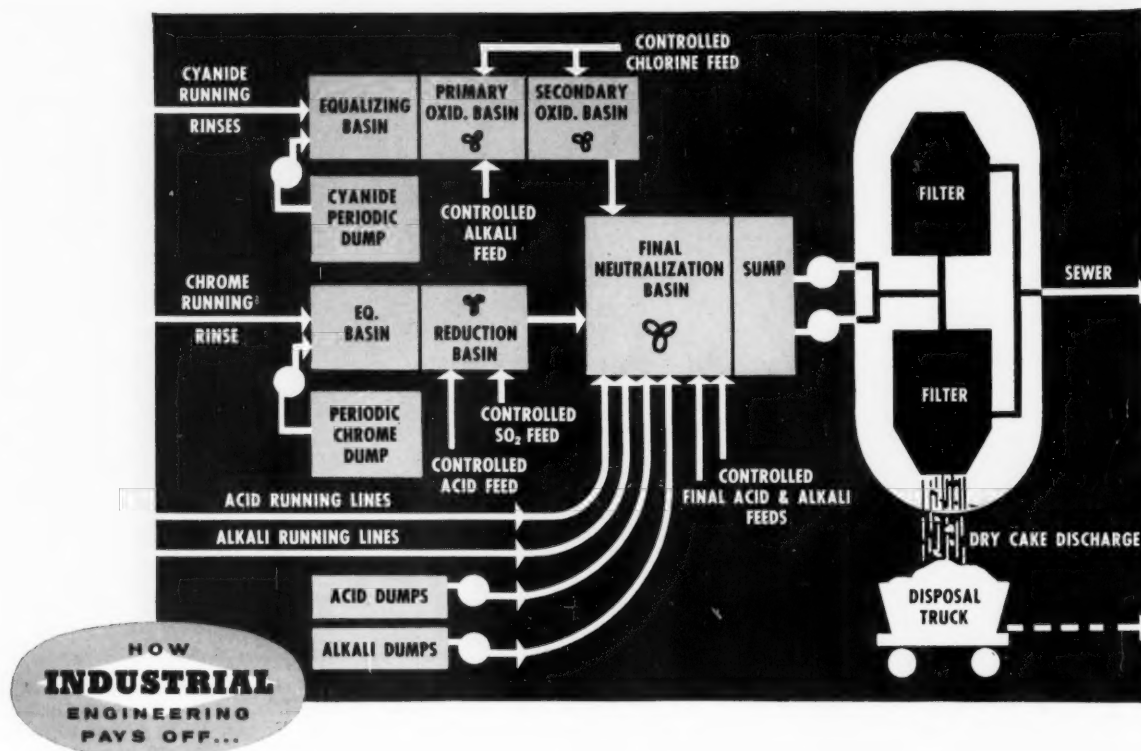 CONTROLLED
CHLORINE FEED
CYANIDE
RUNNING
RINSES
EQUALIZING
BASIN
PRIMARY
OXID. BASIN
SECONDARY
OXID. BASIN
CYANIDE
PERIODIC
DUMP
CONTROLLED
ALKALI
FEED
FINAL
NEUTRALIZATION
BASIN
SUMP
FILTER
SEWER
CHROME
RUNNING
RINSE
EQ.
BASIN
REDUCTION
BASIN
FILTER
PERIODIC
CHROME
DUMP
CONTROLLED
SO₂ FEED
CONTROLLED
ACID FEED
CONTROLLED
FINAL ACID & ALKALI
FEEDS
ACID RUNNING LINES
ALKALI RUNNING LINES
DRY CAKE DISCHARGE
ACID DUMPS
ALKALI DUMPS
DISPOSAL
TRUCK
HOW
INDUSTRIAL
ENGINEERING
PAYS OFF...